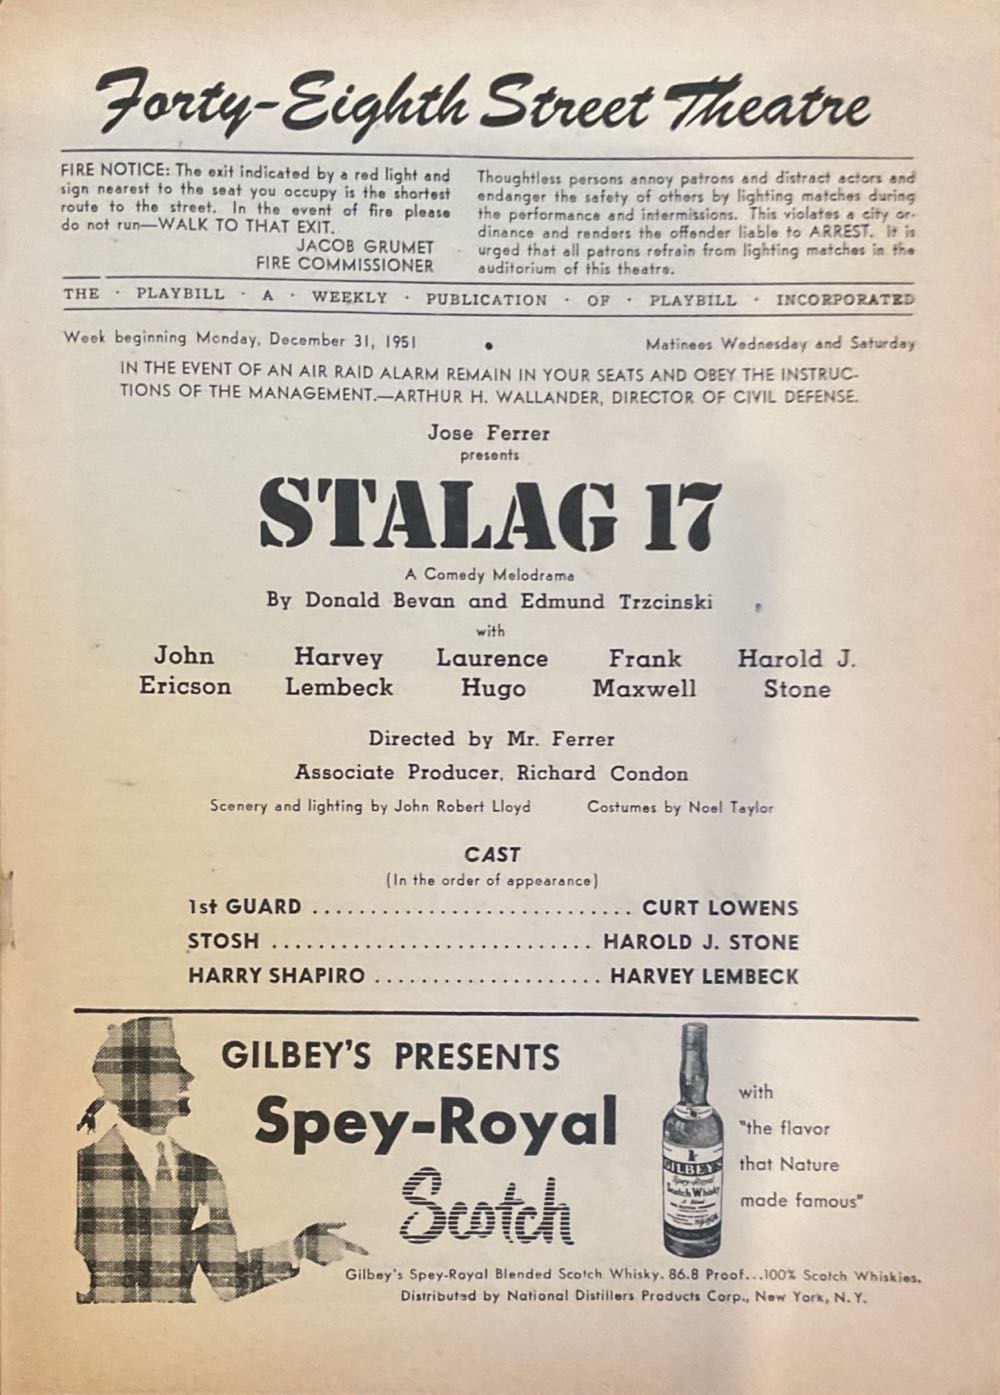 Forty-Eighth Street Theatre
FIRE NOTICE: The exit indicated by a red light and
sign nearest to the seat you occupy is the shortest
route to the street. In the event of fire please
do not run—WALK TO THAT EXIT.
JACOB GRUMET
FIRE COMMISSIONER
Thoughtless persons annoy patrons and distract actors and
endanger the safety of others by lighting matches during
the performance and intermissions. This violates a city or-
dinance and renders the offender liable to ARREST. It is
urged that all patrons refrain from lighting matches in the
auditorium of this theatre.
THE · PLAYBILL · A · WEEKLY · PUBLICATION · OF · PLAYBILL · INCORPORATED
Week beginning Monday, December 31, 1951 • Matinees Wednesday and Saturday
IN THE EVENT OF AN AIR RAID ALARM REMAIN IN YOUR SEATS AND OBEY THE INSTRUC-
TIONS OF THE MANAGEMENT.—ARTHUR H. WALLANDER, DIRECTOR OF CIVIL DEFENSE.
Jose Ferrer
presents
STALAG 17
A Comedy Melodrama
By Donald Bevan and Edmund Trzcinski
with
John Harvey Laurence Frank Harold J.
Ericson Lembeck Hugo Maxwell Stone
Directed by Mr. Ferrer
Associate Producer, Richard Condon
Scenery and lighting by John Robert Lloyd Costumes by Noel Taylor
CAST
(In the order of appearance)
1st GUARD ............................ CURT LOWENS
STOSH ............................ HAROLD J. STONE
HARRY SHAPIRO .................... HARVEY LEMBECK
GILBEY'S PRESENTS
Spey-Royal
Scotch
GILBEY'S
Spey-Royal
Scotch Whisky
with
"the flavor
that Nature
made famous"
Gilbey's Spey-Royal Blended Scotch Whisky. 86.8 Proof...100% Scotch Whiskies.
Distributed by National Distillers Products Corp., New York, N. Y.